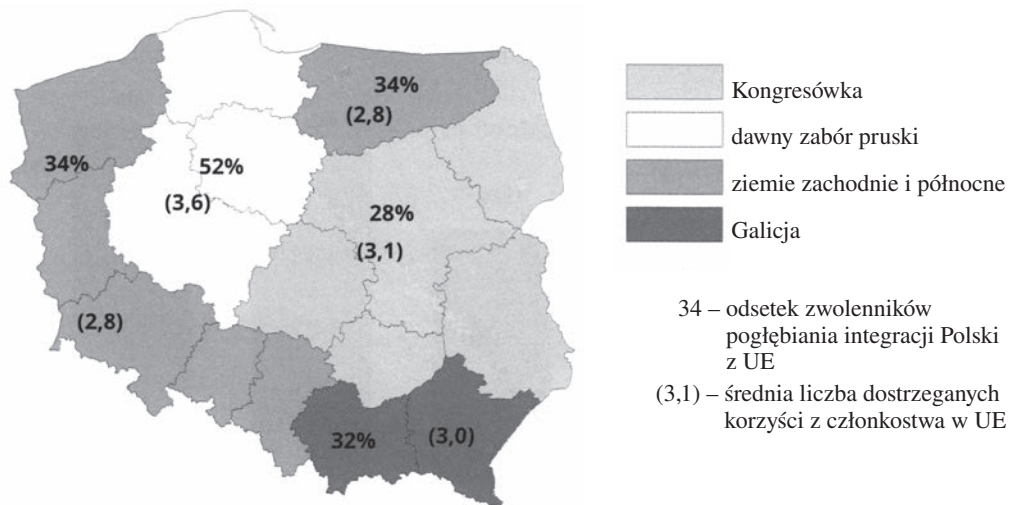 34%
(2,8)
34%
52%
(3,6)
28%
(3,1)
(2,8)
32%
(3,0)
Kongresówka
dawny zabór pruski
ziemie zachodnie i północne
Galicja
34 – odsetek zwolenników
pogłębiania integracji Polski
z UE
(3,1) – średnia liczba dostrzeganych
korzyści z członkostwa w UE